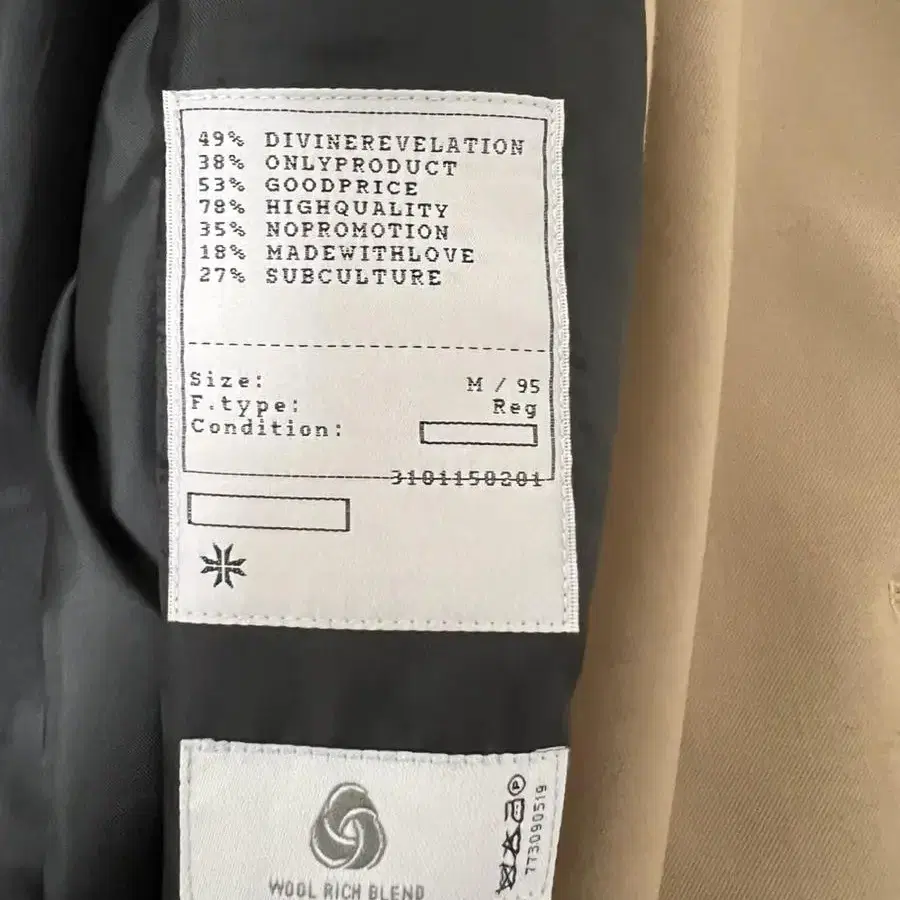 49% DIVINEREVELATION
38% ONLYPRODUCT
53% GOODPRICE
78% HIGHQUALITY
35% NOPROMOTION
18% MADEWITHLOVE
27% SUBCULTURE
Size: M / 95
F.type: Reg
Condition:
3101150201
WOOL RICH BLEND
P
773090519